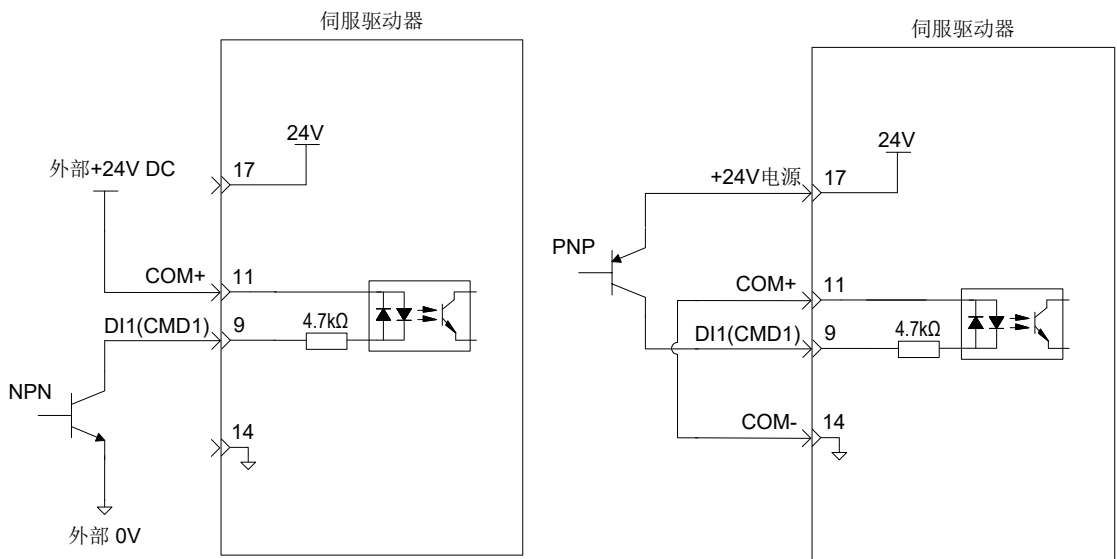 伺服驱动器
24V
外部+24V DC
17
COM+
11
DI1(CMD1)
9
4.7kΩ
NPN
14
外部 0V
伺服驱动器
24V
+24V电源
17
PNP
COM+
11
DI1(CMD1)
9
4.7kΩ
COM-
14